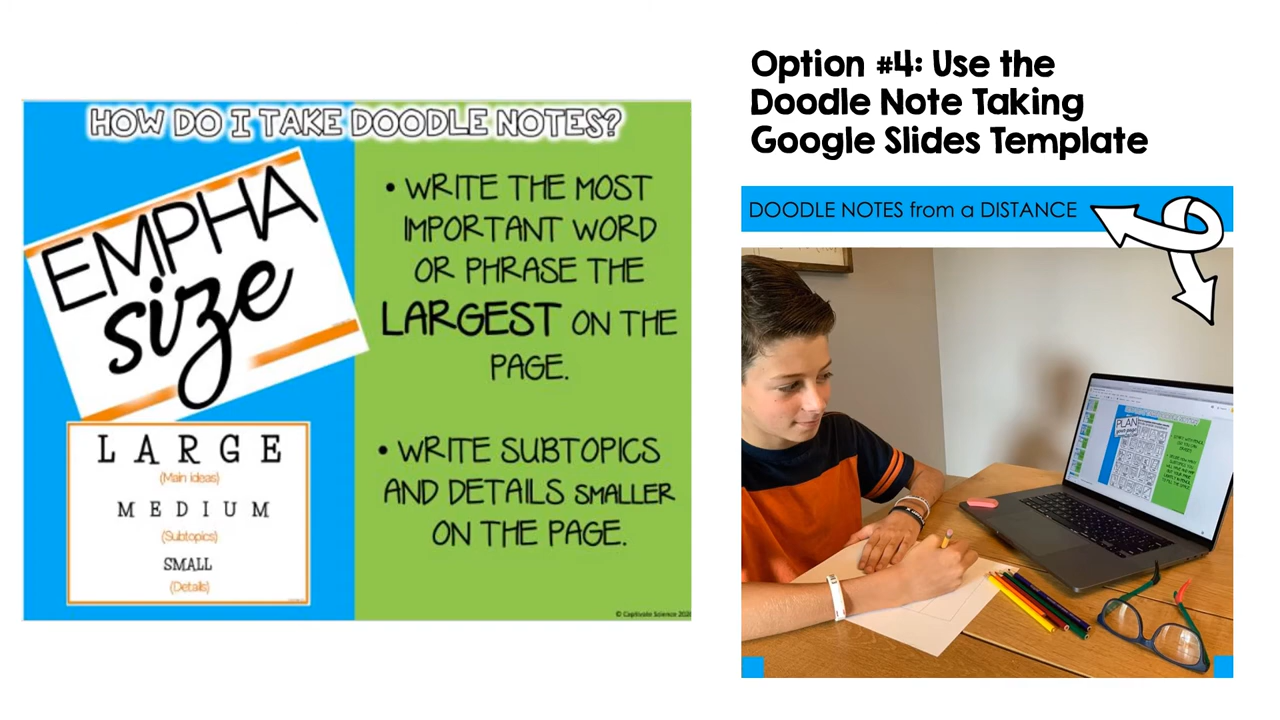 HOW DO I TAKE DOODLE NOTES?
EMPHA
size
LARGE
(Main ideas)
MEDIUM
(Subtopics)
SMALL
(Details)
• WRITE THE MOST
IMPORTANT WORD
OR PHRASE THE
LARGEST ON THE
PAGE.
• WRITE SUBTOPICS
AND DETAILS SMALLER
ON THE PAGE.
© Captivate Science 202
Option #4: Use the
Doodle Note Taking
Google Slides Template
DOODLE NOTES from a DISTANCE
PLAN